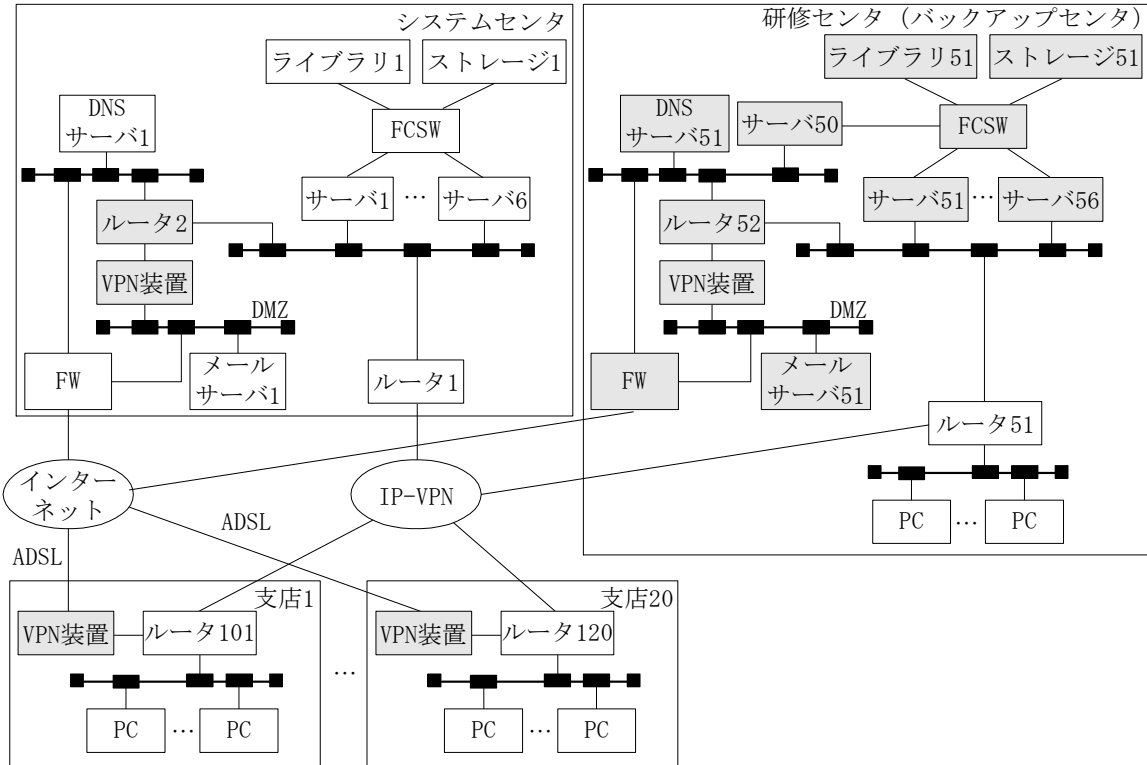 システムセンタ
ライブラリ1
ストレージ1
DNS
サーバ1
FCSW
サーバ1
…
サーバ6
ルータ2
VPN装置
DMZ
FW
メール
サーバ1
ルータ1
研修センタ（バックアップセンタ）
ライブラリ51
ストレージ51
DNS
サーバ51
サーバ50
FCSW
サーバ51
…
サーバ56
ルータ52
VPN装置
DMZ
FW
メール
サーバ51
ルータ51
PC
…
PC
インター
ネット
IP-VPN
ADSL
ADSL
支店1
VPN装置
ルータ101
PC
…
PC
…
支店20
VPN装置
ルータ120
PC
…
PC